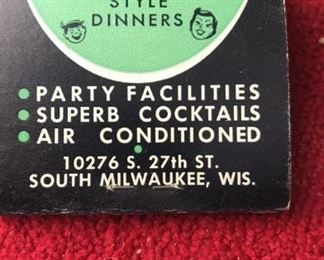 STYLE
DINNERS
PARTY FACILITIES
SUPERB COCKTAILS
AIR CONDITIONED
10276 S. 27th ST.
SOUTH MILWAUKEE, WIS.